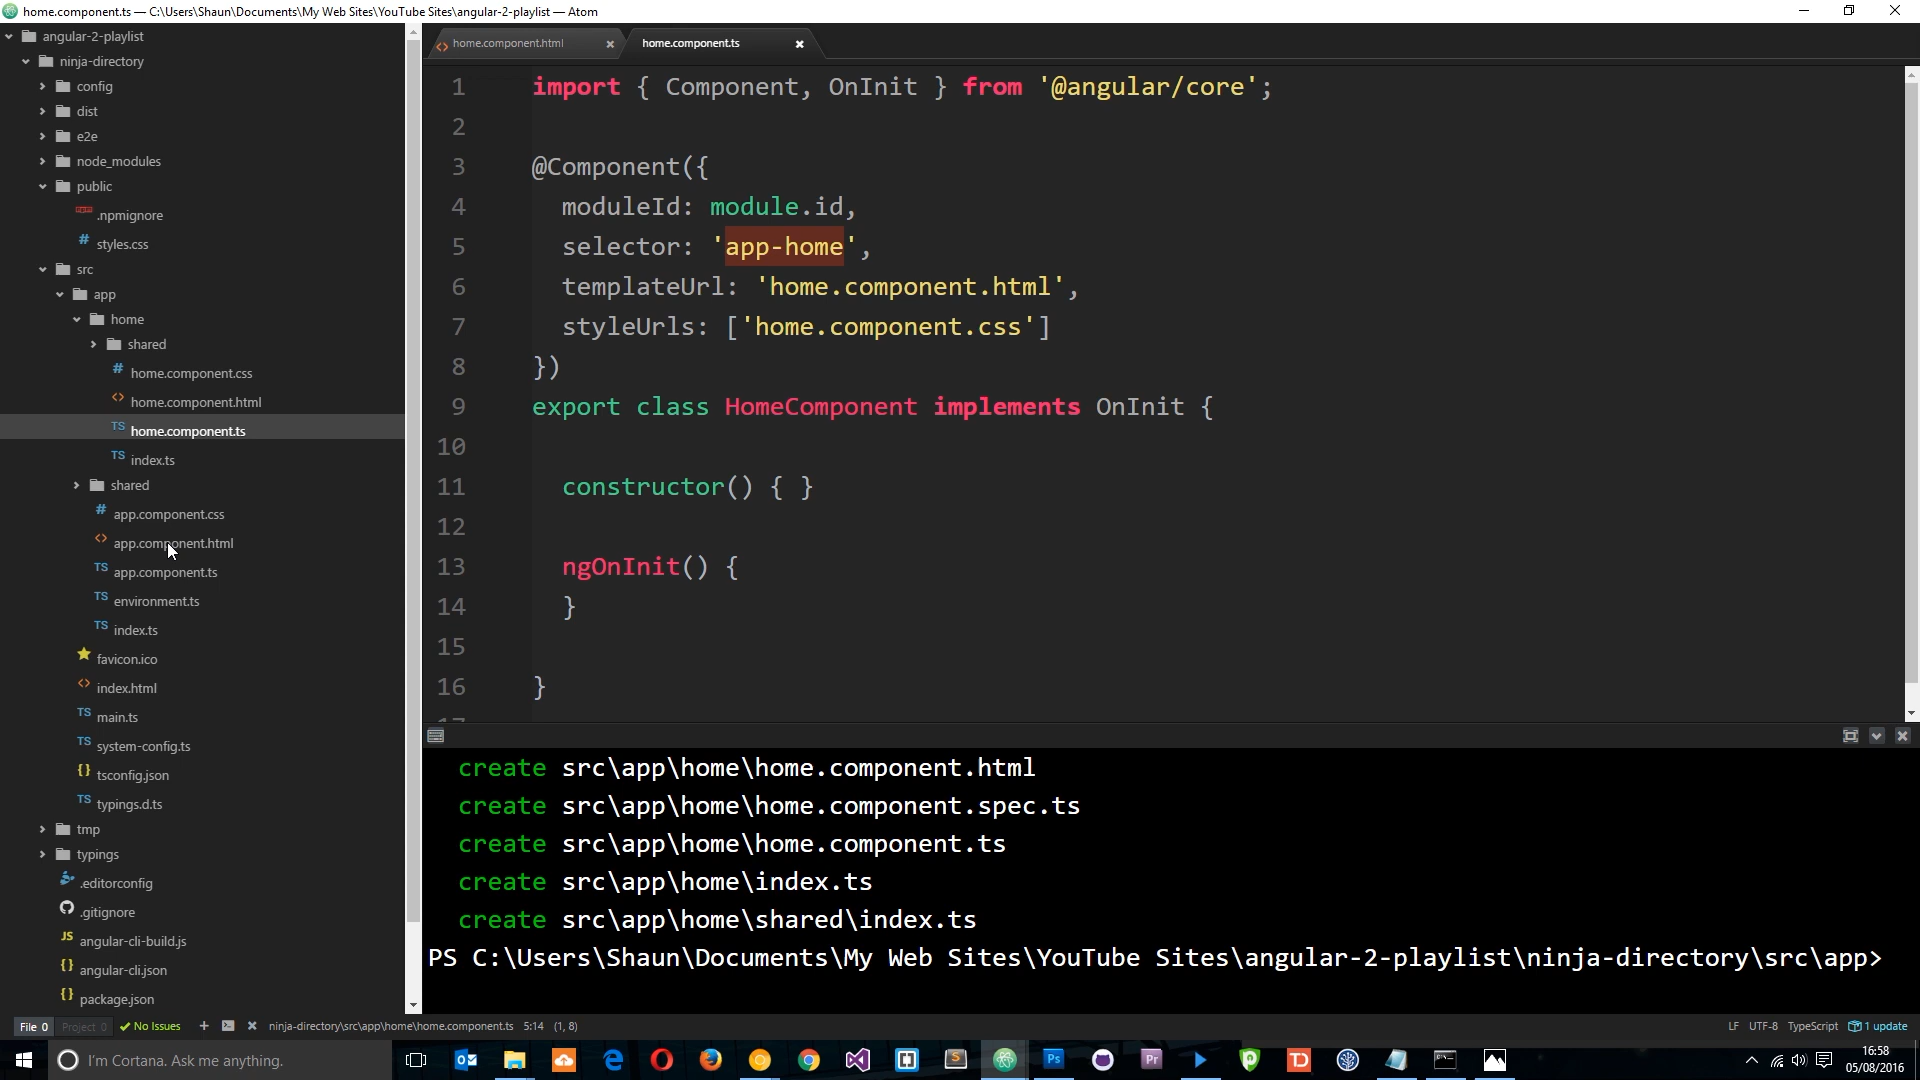 home.component.ts — C:\Users\Shaun\Documents\My Web Sites\YouTube Sites\angular-2-playlist — Atom
angular-2-playlist
ninja-directory
config
dist
e2e
node_modules
public
.npmignore
styles.css
src
app
home
shared
home.component.css
home.component.html
home.component.ts
index.ts
shared
app.component.css
app.component.html
app.component.ts
environment.ts
index.ts
favicon.ico
index.html
main.ts
system-config.ts
tsconfig.json
typings.d.ts
tmp
typings
.editorconfig
.gitignore
angular-cli-build.js
angular-cli.json
package.json
home.component.html
home.component.ts
1 import { Component, OnInit } from '@angular/core';
2
3 @Component({
4 moduleId: module.id,
5 selector: 'app-home',
6 templateUrl: 'home.component.html',
7 styleUrls: ['home.component.css']
8 })
9 export class HomeComponent implements OnInit {
10
11 constructor() { }
12
13 ngOnInit() {
14 }
15
16 }
17
create src\app\home\home.component.html
create src\app\home\home.component.spec.ts
create src\app\home\home.component.ts
create src\app\home\index.ts
create src\app\home\shared\index.ts
PS C:\Users\Shaun\Documents\My Web Sites\YouTube Sites\angular-2-playlist\ninja-directory\src\app>
File 0 Project 0 No Issues ninja-directory\src\app\home\home.component.ts 5:14 (1, 8) LF UTF-8 TypeScript 1 update
I'm Cortana. Ask me anything.
16:58
05/08/2016